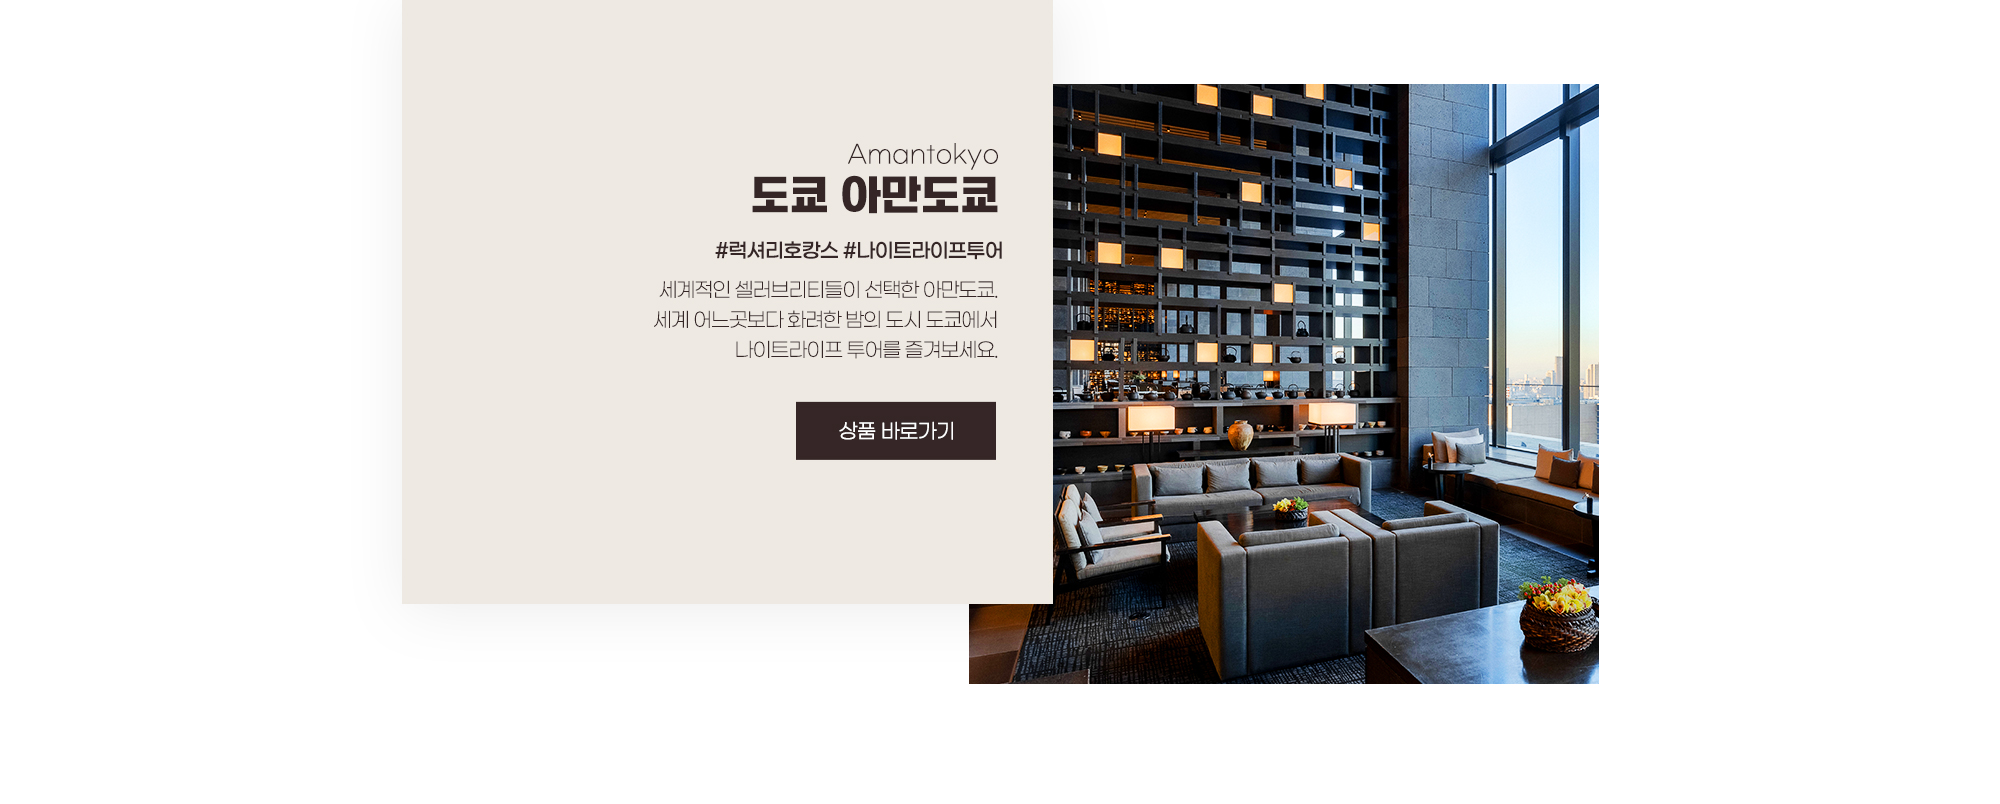 Amantokyo
도쿄 아만도쿄
#럭셔리호캉스 #나이트라이프투어
세계적인 셀러브리티들이 선택한 아만도쿄.
세계 어느곳보다 화려한 밤의 도시 도쿄에서
나이트라이프 투어를 즐겨보세요.
상품 바로가기